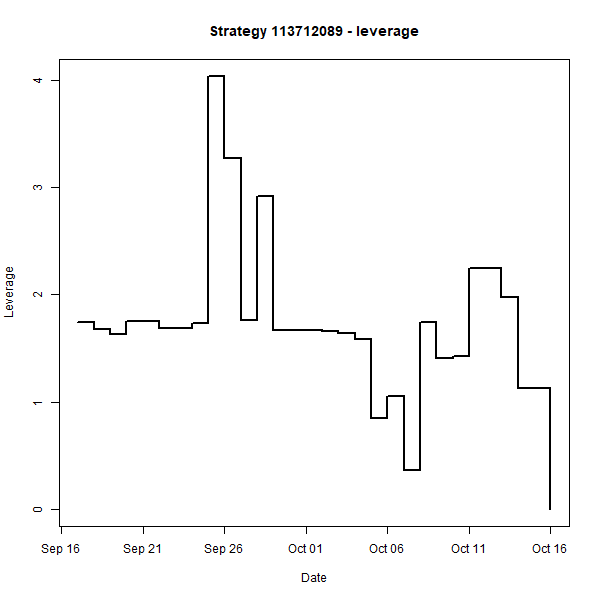 Strategy 113712089 - leverage
Leverage
4
3
2
1
0
Sep 16
Sep 21
Sep 26
Oct 01
Oct 06
Oct 11
Oct 16
Date